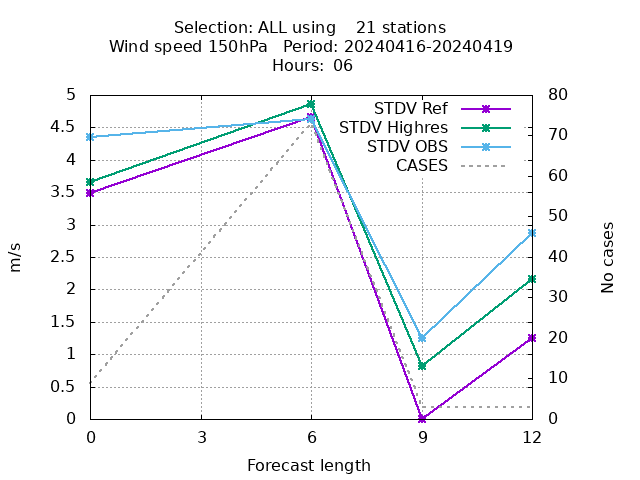 Selection: ALL using    21 stations
Wind speed 150hPa   Period: 20240416-20240419
Hours:  06
STDV Ref
STDV Highres
STDV OBS
CASES
5
4.5
4
3.5
3
2.5
2
1.5
1
0.5
0
m/s
80
70
60
50
40
30
20
10
0
No cases
0 3 6 9 12
Forecast length